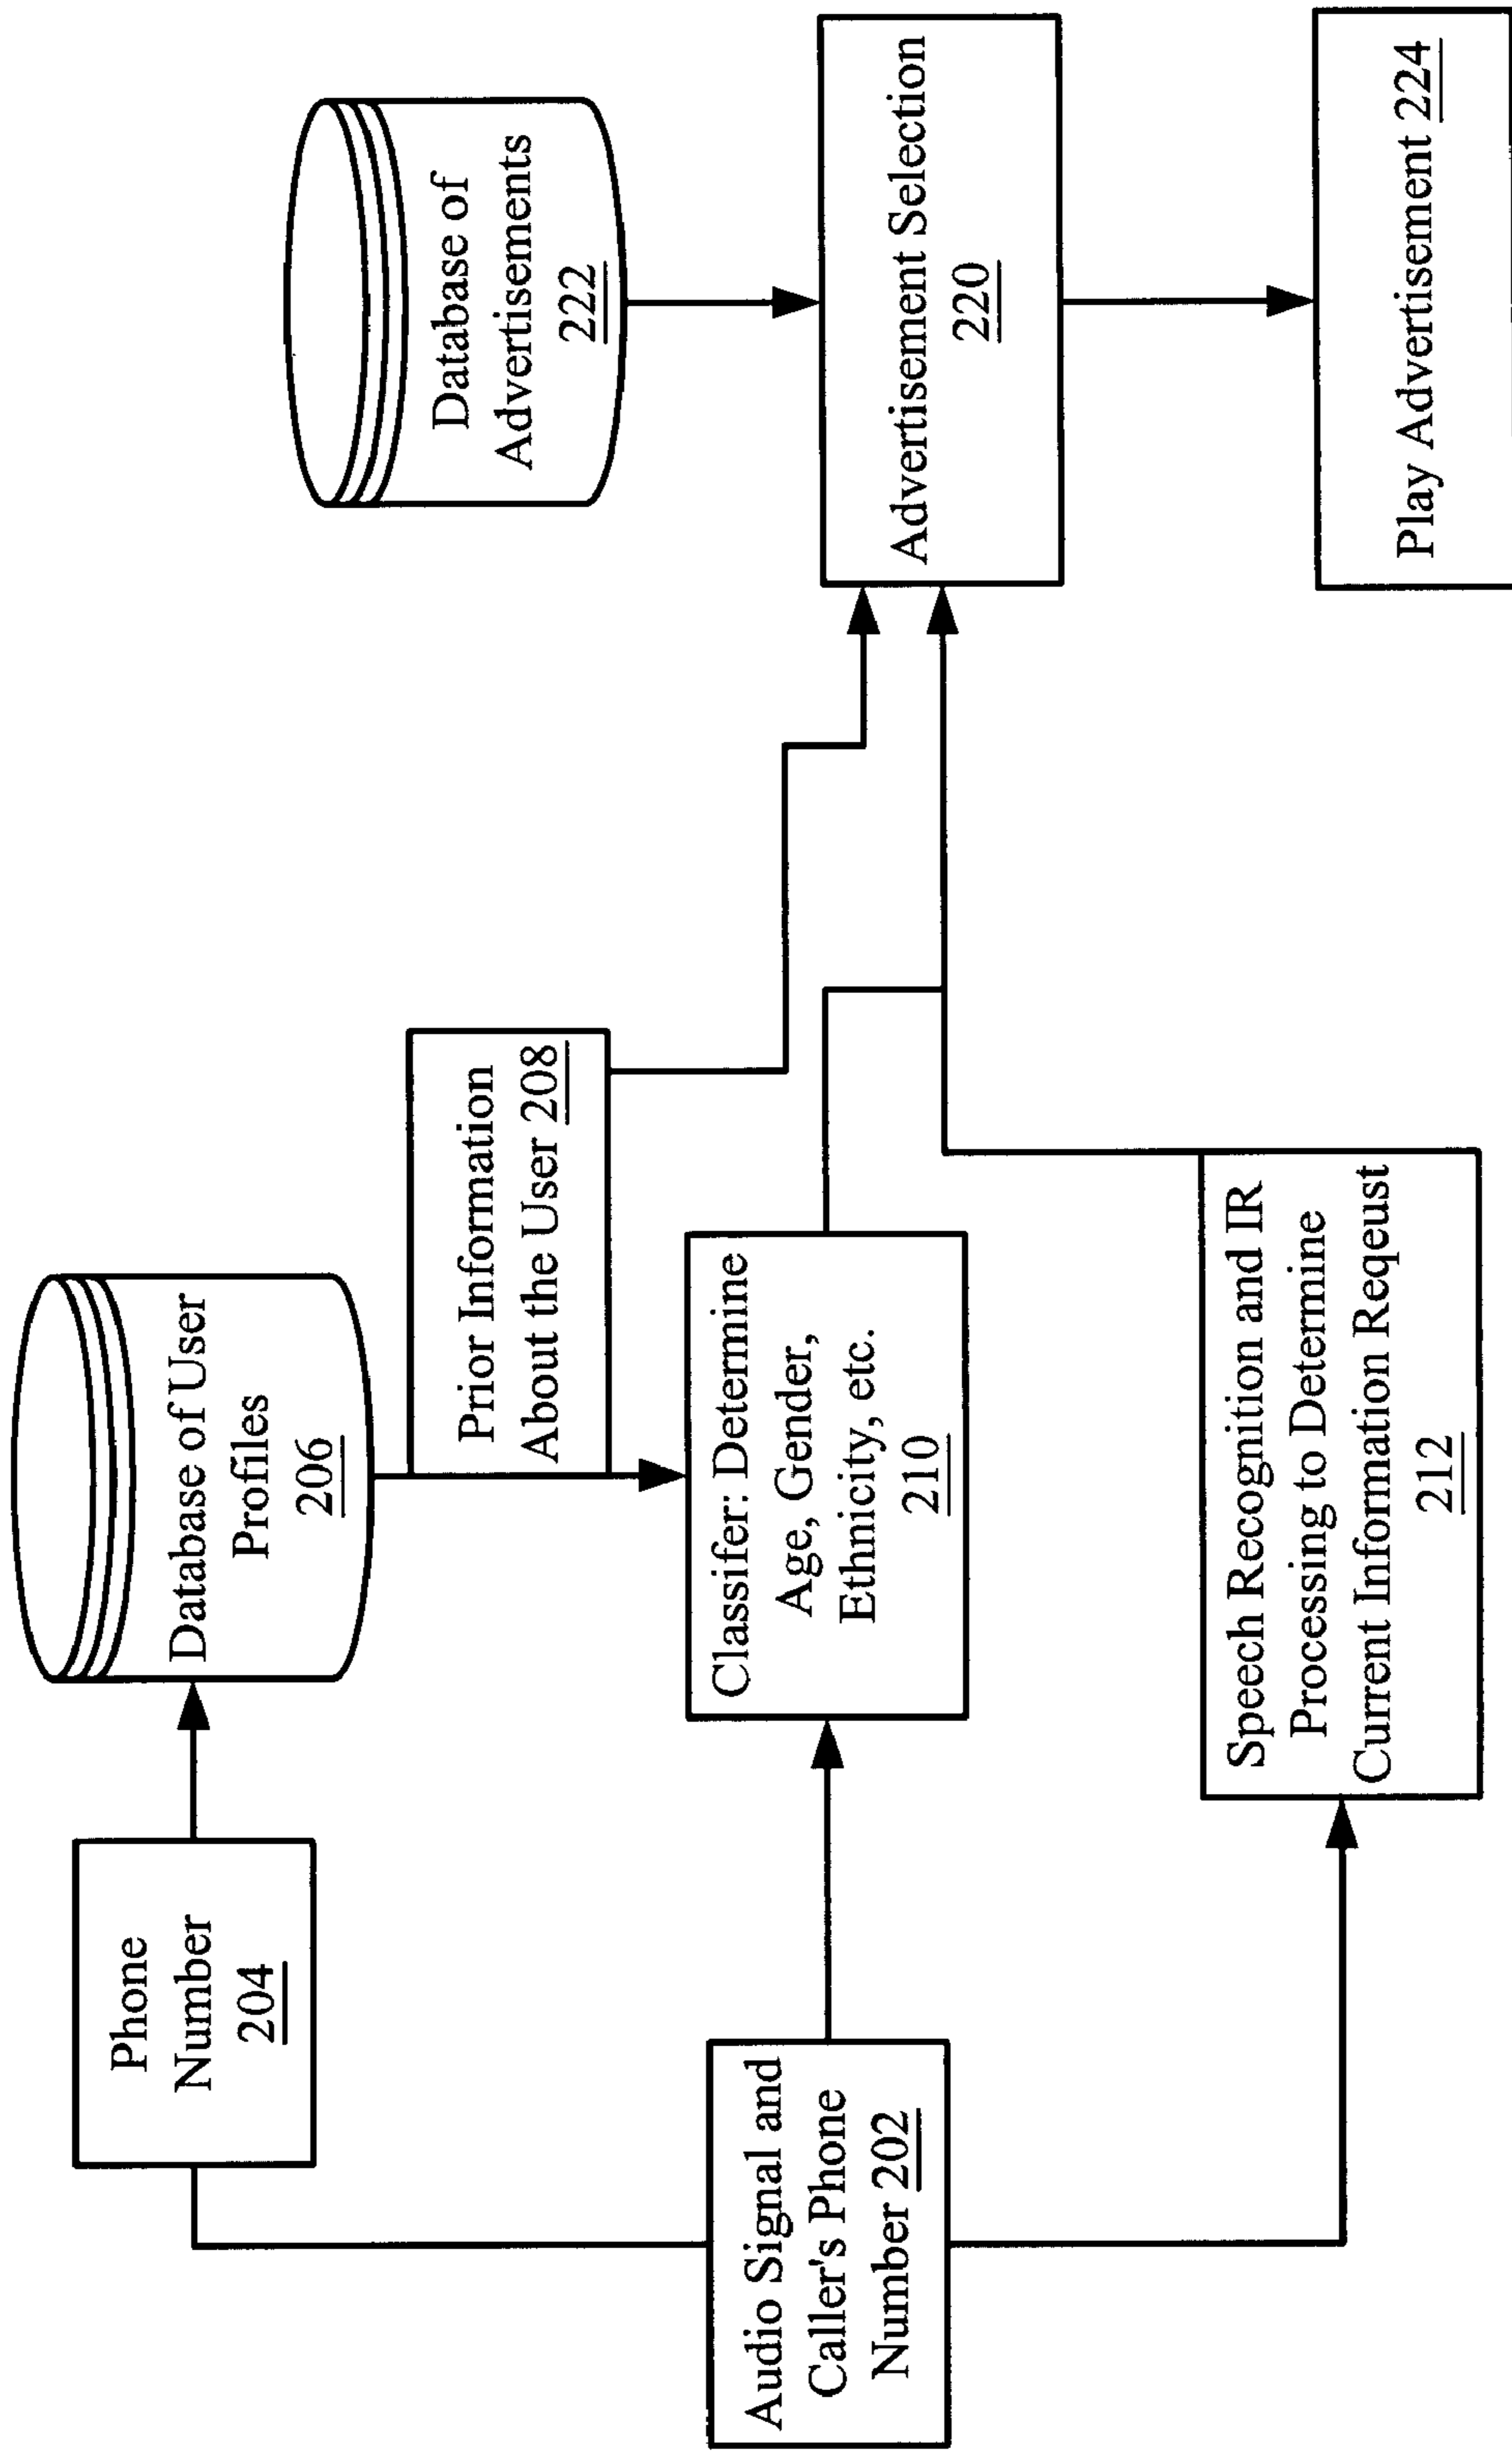 Phone
Number
204
Database of User
Profiles
206
Database of
Advertisements
222
Prior Information
About the User 208
Audio Signal and
Caller's Phone
Number 202
Classifer: Determine
Age, Gender,
Ethnicity, etc.
210
Advertisement Selection
220
Speech Recognition and IR
Processing to Determine
Current Information Reqeust
212
Play Advertisement 224